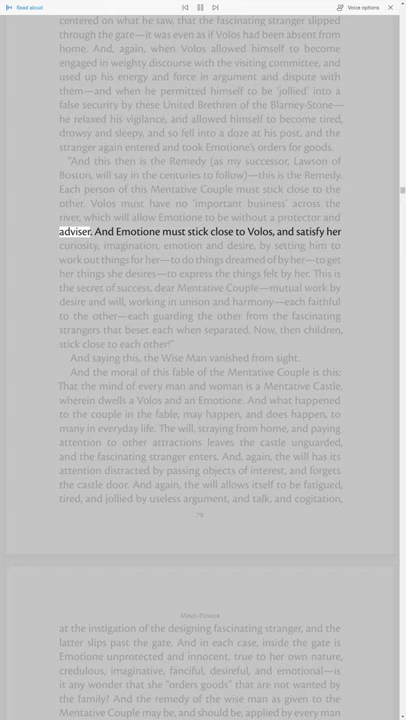 Read aloud
Voice options
centered on what he saw, that the fascinating stranger slipped
through the gate—it was even as if Volos had been absent from
home. And, again, when Volos allowed himself to become
engaged in weighty discourse with the visiting committee, and
used up his energy and force in argument and dispute with
them—and when he permitted himself to be 'jollied' into a
false security by these United Brethren of the Blarney-Stone—
he relaxed his vigilance, and allowed himself to become tired,
drowsy and sleepy, and so fell into a doze at his post, and the
stranger again entered and took Emotione's orders for goods.
"And this then is the Remedy (as my successor, Lawson of
Boston, will say in the centuries to follow)—this is the Remedy.
Each person of this Mentative Couple must stick close to the
other. Volos must have no 'important business' across the
river, which will allow Emotione to be without a protector and
adviser. And Emotione must stick close to Volos, and satisfy her
curiosity, imagination, emotion and desire, by setting him to
work out things for her—to do things dreamed of by her—to get
her things she desires—to express the things felt by her. This is
the secret of success, dear Mentative Couple—mutual work by
desire and will, working in unison and harmony—each faithful
to the other—each guarding the other from the fascinating
strangers that beset each when separated. Now, then children,
stick close to each other!"
And saying this, the Wise Man vanished from sight.
And the moral of this fable of the Mentative Couple is this:
That the mind of every man and woman is a Mentative Castle,
wherein dwells a Volos and an Emotione. And what happened
to the couple in the fable, may happen, and does happen, to
many in everyday life. The will, straying from home, and paying
attention to other attractions leaves the castle unguarded,
and the fascinating stranger enters. And, again, the will has its
attention distracted by passing objects of interest, and forgets
the castle door. And again, the will allows itself to be fatigued,
tired, and jollied by useless argument, and talk, and cogitation,
79
Mind-Power
at the instigation of the designing fascinating stranger, and the
latter slips past the gate. And in each case, inside the gate is
Emotione unprotected and innocent, true to her own nature,
credulous, imaginative, fanciful, desireful, and emotional—is
it any wonder that she "orders goods" that are not wanted by
the family? And the remedy of the wise man as given to the
Mentative Couple may be, and should be, applied by every man